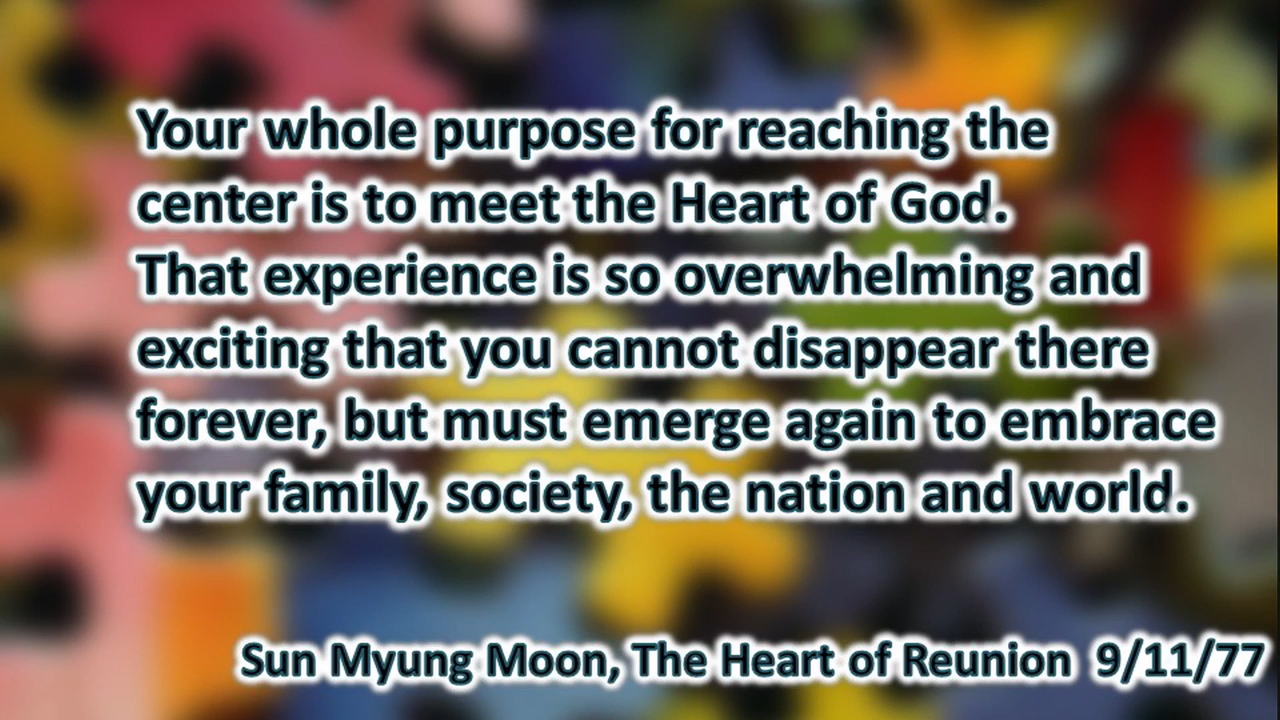 Your whole purpose for reaching the
center is to meet the Heart of God.
That experience is so overwhelming and
exciting that you cannot disappear there
forever, but must emerge again to embrace
your family, society, the nation and world.
Sun Myung Moon, The Heart of Reunion 9/11/77